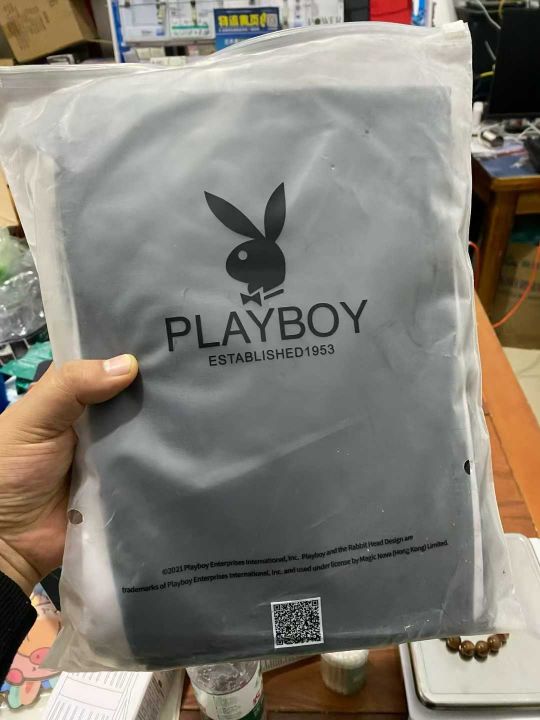 PLAYBOY
ESTABLISHED1953
©2021 Playboy Enterprises International, Inc. Playboy and the Rabbit Head Design are
trademarks of Playboy Enterprises International, Inc. and used under license by Magic Nova (Hong Kong) Limited.